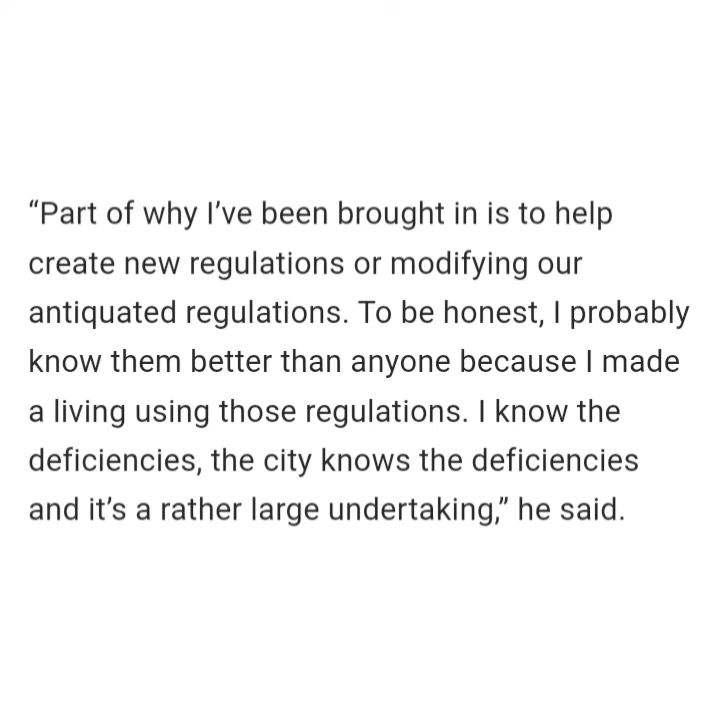 “Part of why I’ve been brought in is to help
create new regulations or modifying our
antiquated regulations. To be honest, I probably
know them better than anyone because I made
a living using those regulations. I know the
deficiencies, the city knows the deficiencies
and it’s a rather large undertaking,” he said.